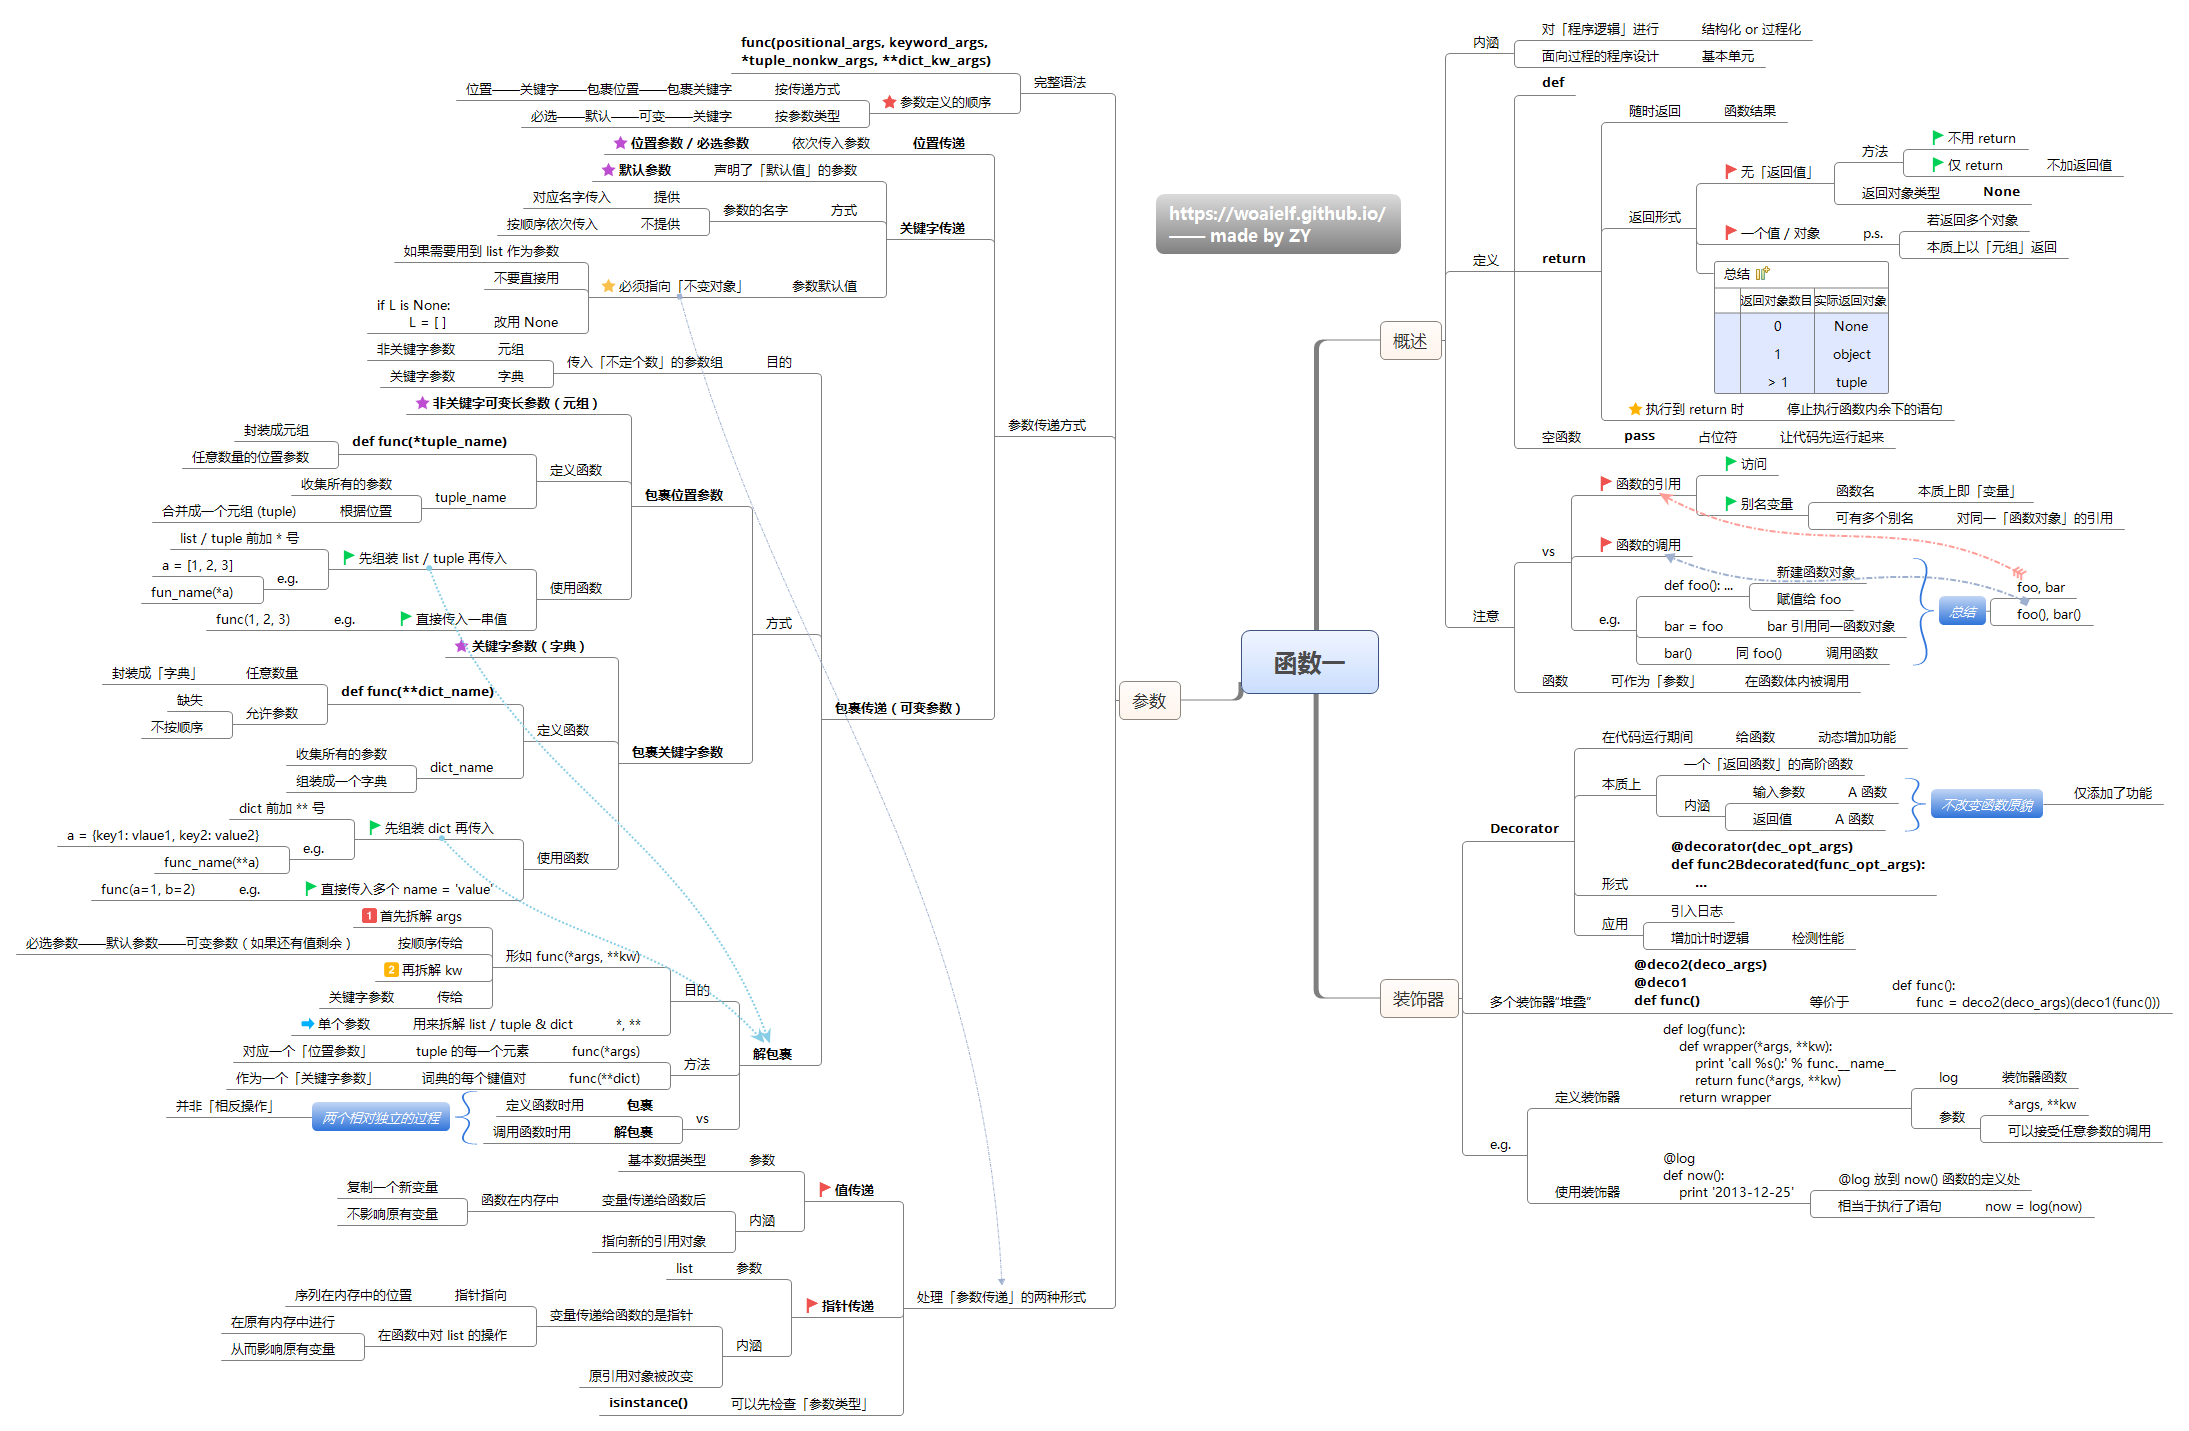 函数一
https://woaielf.github.io/
—— made by ZY
概述
内涵
对「程序逻辑」进行
结构化 or 过程化
面向过程的程序设计
基本单元
定义
def
return
随时返回
函数结果
返回形式
无「返回值」
方法
不用 return
仅 return
不加返回值
返回对象类型
None
一个值 / 对象
p.s.
若返回多个对象
本质上以「元组」返回
总结
返回对象数目
实际返回对象
0
None
1
object
> 1
tuple
执行到 return 时
停止执行函数内余下的语句
空函数
pass
占位符
让代码先运行起来
注意
vs
函数的引用
访问
别名变量
函数名
本质上即「变量」
可有多个别名
对同一「函数对象」的引用
函数的调用
e.g.
def foo(): ...
新建函数对象
赋值给 foo
bar = foo
bar 引用同一函数对象
bar()
同 foo()
调用函数
总结
foo, bar
foo(), bar()
函数
可作为「参数」
在函数体内被调用
装饰器
Decorator
在代码运行期间
给函数
动态增加功能
本质上
一个「返回函数」的高阶函数
内涵
输入参数
A 函数
返回值
A 函数
不改变函数原貌
仅添加了功能
形式
@decorator(dec_opt_args)
def func2Bdecorated(func_opt_args):
...
应用
引入日志
增加计时逻辑
检测性能
多个装饰器“堆叠”
@deco2(deco_args)
@deco1
def func()
等价于
def func():
func = deco2(deco_args)(deco1(func()))
e.g.
定义装饰器
def log(func):
def wrapper(*args, **kw):
print 'call %s():' % func.__name__
return func(*args, **kw)
return wrapper
log
装饰器函数
参数
*args, **kw
可以接受任意参数的调用
使用装饰器
@log
def now():
print '2013-12-25'
@log 放到 now() 函数的定义处
相当于执行了语句
now = log(now)
参数
完整语法
func(positional_args, keyword_args,
*tuple_nonkw_args, **dict_kw_args)
参数定义的顺序
按传递方式
位置——关键字——包裹位置——包裹关键字
按参数类型
必选——默认——可变——关键字
参数传递方式
位置传递
依次传入参数
位置参数 / 必选参数
关键字传递
声明了「默认值」的参数
默认参数
方式
参数的名字
提供
对应名字传入
不提供
按顺序依次传入
参数默认值
必须指向「不变对象」
如果需要用到 list 作为参数
不要直接用
改用 None
if L is None:
L = [ ]
包裹传递（可变参数）
目的
传入「不定个数」的参数组
元组
非关键字参数
字典
关键字参数
方式
包裹位置参数
非关键字可变长参数（元组）
定义函数
def func(*tuple_name)
封装成元组
任意数量的位置参数
tuple_name
收集所有的参数
根据位置
合并成一个元组 (tuple)
使用函数
先组装 list / tuple 再传入
list / tuple 前加 * 号
e.g.
a = [1, 2, 3]
fun_name(*a)
直接传入一串值
e.g.
func(1, 2, 3)
包裹关键字参数
关键字参数（字典）
定义函数
def func(**dict_name)
任意数量
封装成「字典」
允许参数
缺失
不按顺序
dict_name
收集所有的参数
组装成一个字典
使用函数
先组装 dict 再传入
dict 前加 ** 号
e.g.
a = {key1: vlaue1, key2: value2}
func_name(**a)
直接传入多个 name = 'value'
e.g.
func(a=1, b=2)
解包裹
目的
形如 func(*args, **kw)
1 首先拆解 args
按顺序传给
必选参数——默认参数——可变参数（如果还有值剩余）
2 再拆解 kw
传给
关键字参数
*, **
用来拆解 list / tuple & dict
单个参数
方法
func(*args)
tuple 的每一个元素
对应一个「位置参数」
func(**dict)
词典的每个键值对
作为一个「关键字参数」
vs
包裹
定义函数时用
解包裹
调用函数时用
两个相对独立的过程
并非「相反操作」
处理「参数传递」的两种形式
值传递
参数
基本数据类型
内涵
变量传递给函数后
函数在内存中
复制一个新变量
不影响原有变量
指向新的引用对象
指针传递
参数
list
内涵
变量传递给函数的是指针
指针指向
序列在内存中的位置
在函数中对 list 的操作
在原有内存中进行
从而影响原有变量
原引用对象被改变
可以先检查「参数类型」
isinstance()